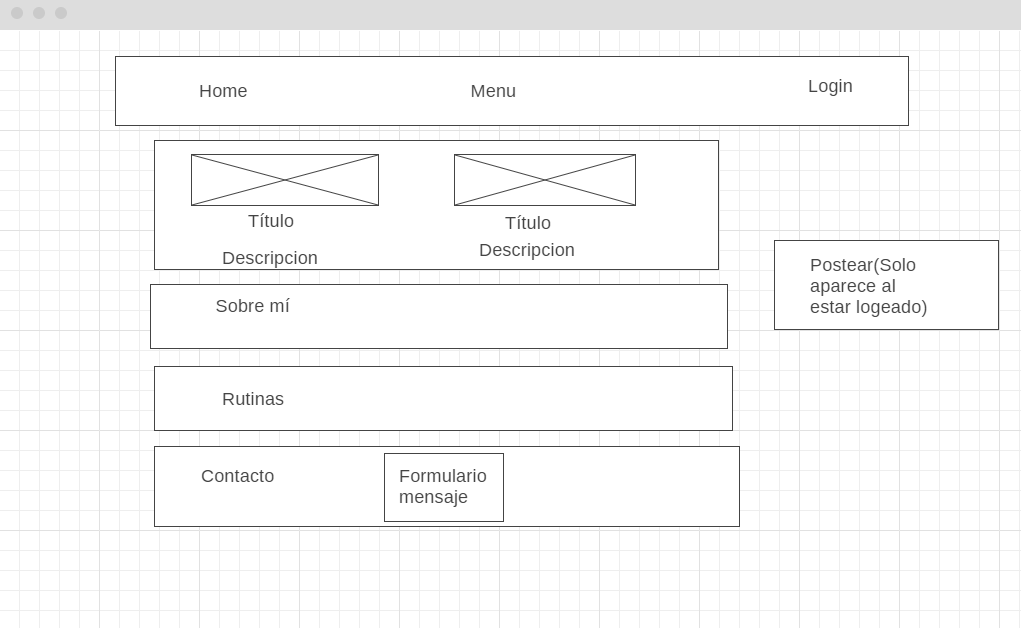 Home
Menu
Login
Título
Descripcion
Título
Descripcion
Postear(Solo
aparece al
estar logeado)
Sobre mí
Rutinas
Contacto
Formulario
mensaje